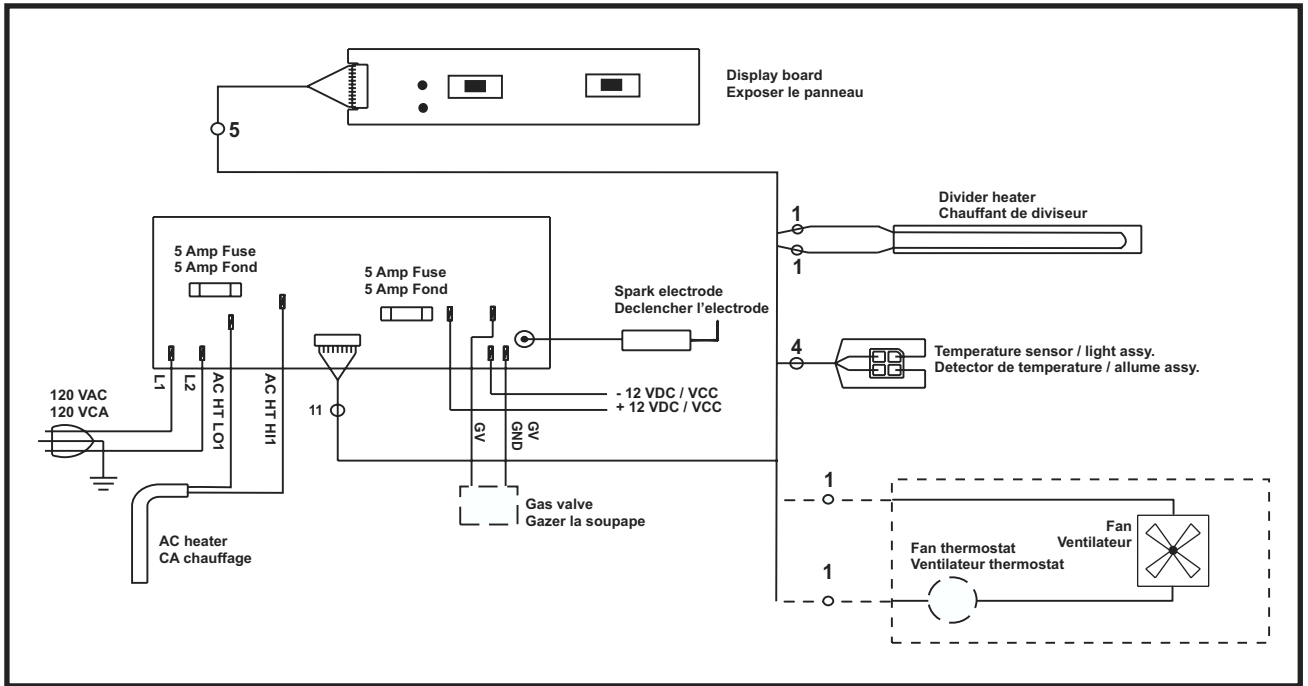 Display board
Exposer le panneau
5
Divider heater
Chauffant de diviseur
1
1
5 Amp Fuse
5 Amp Fond
5 Amp Fuse
5 Amp Fond
Spark electrode
Declencher l'electrode
4
Temperature sensor / light assy.
Detector de temperature / allume assy.
L1
L2
AC HT LO1
AC HT HI1
120 VAC
120 VCA
- 12 VDC / VCC
+ 12 VDC / VCC
11
GV
GND
GV
Gas valve
Gazer la soupape
AC heater
CA chauffage
1
Fan
Ventilateur
Fan thermostat
Ventilateur thermostat
1